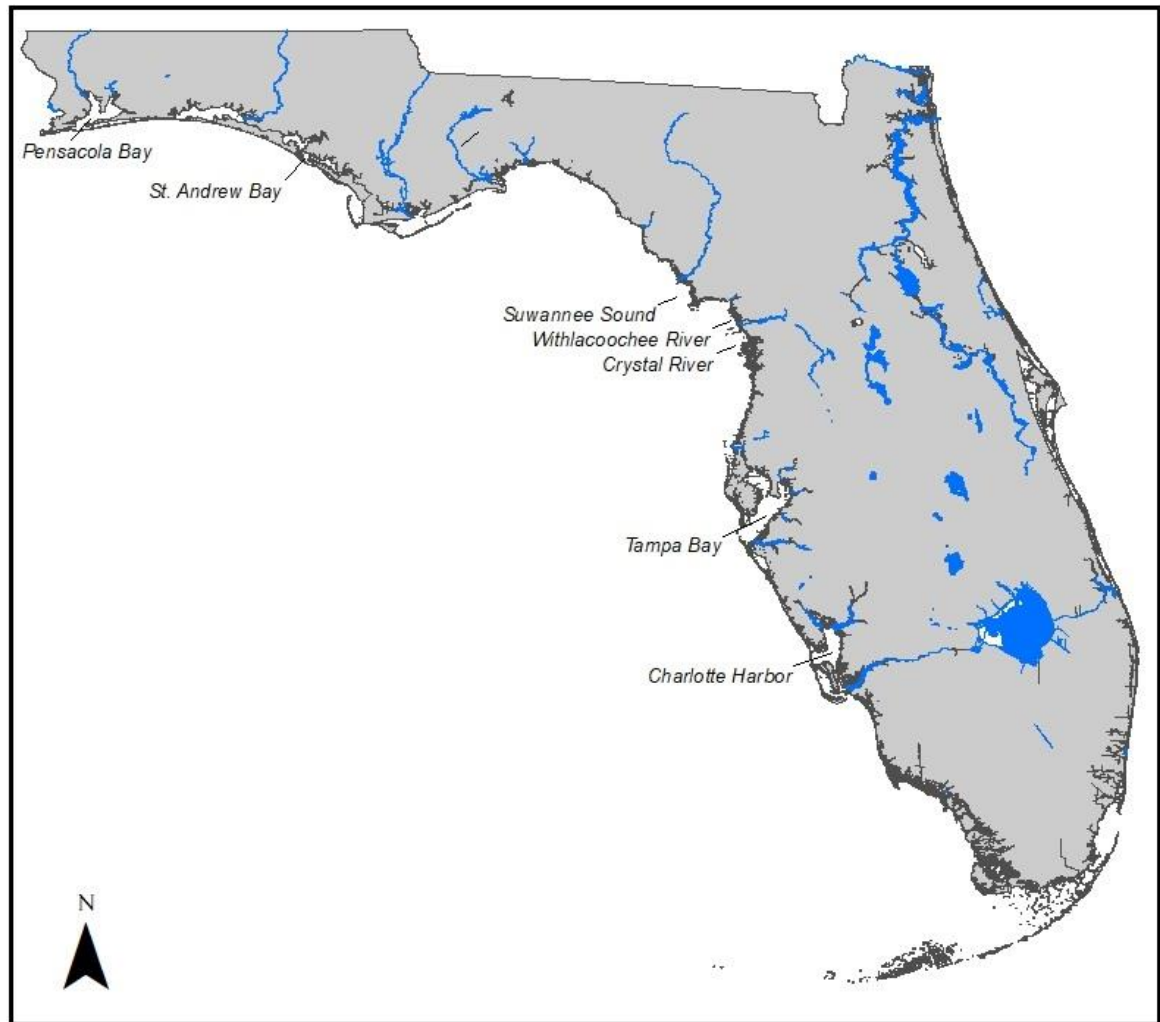 Pensacola Bay
St. Andrew Bay
Suwannee Sound
Withlacoochee River
Crystal River
Tampa Bay
Charlotte Harbor
N